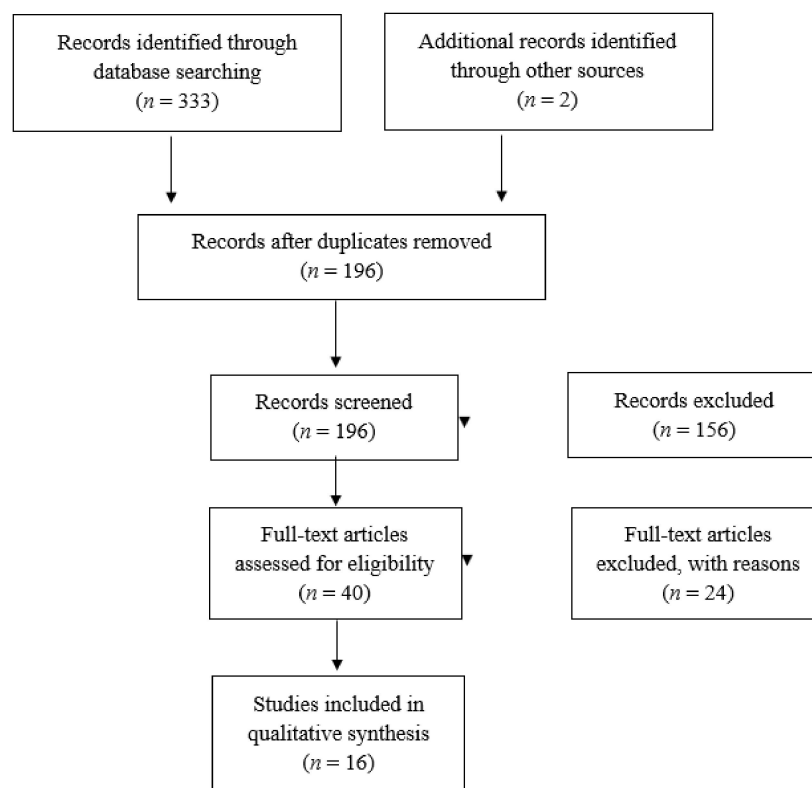 Records identified through
database searching
(n = 333)
Additional records identified
through other sources
(n = 2)
Records after duplicates removed
(n = 196)
Records screened
(n = 196)
Records excluded
(n = 156)
Full-text articles
assessed for eligibility
(n = 40)
Full-text articles
excluded, with reasons
(n = 24)
Studies included in
qualitative synthesis
(n = 16)